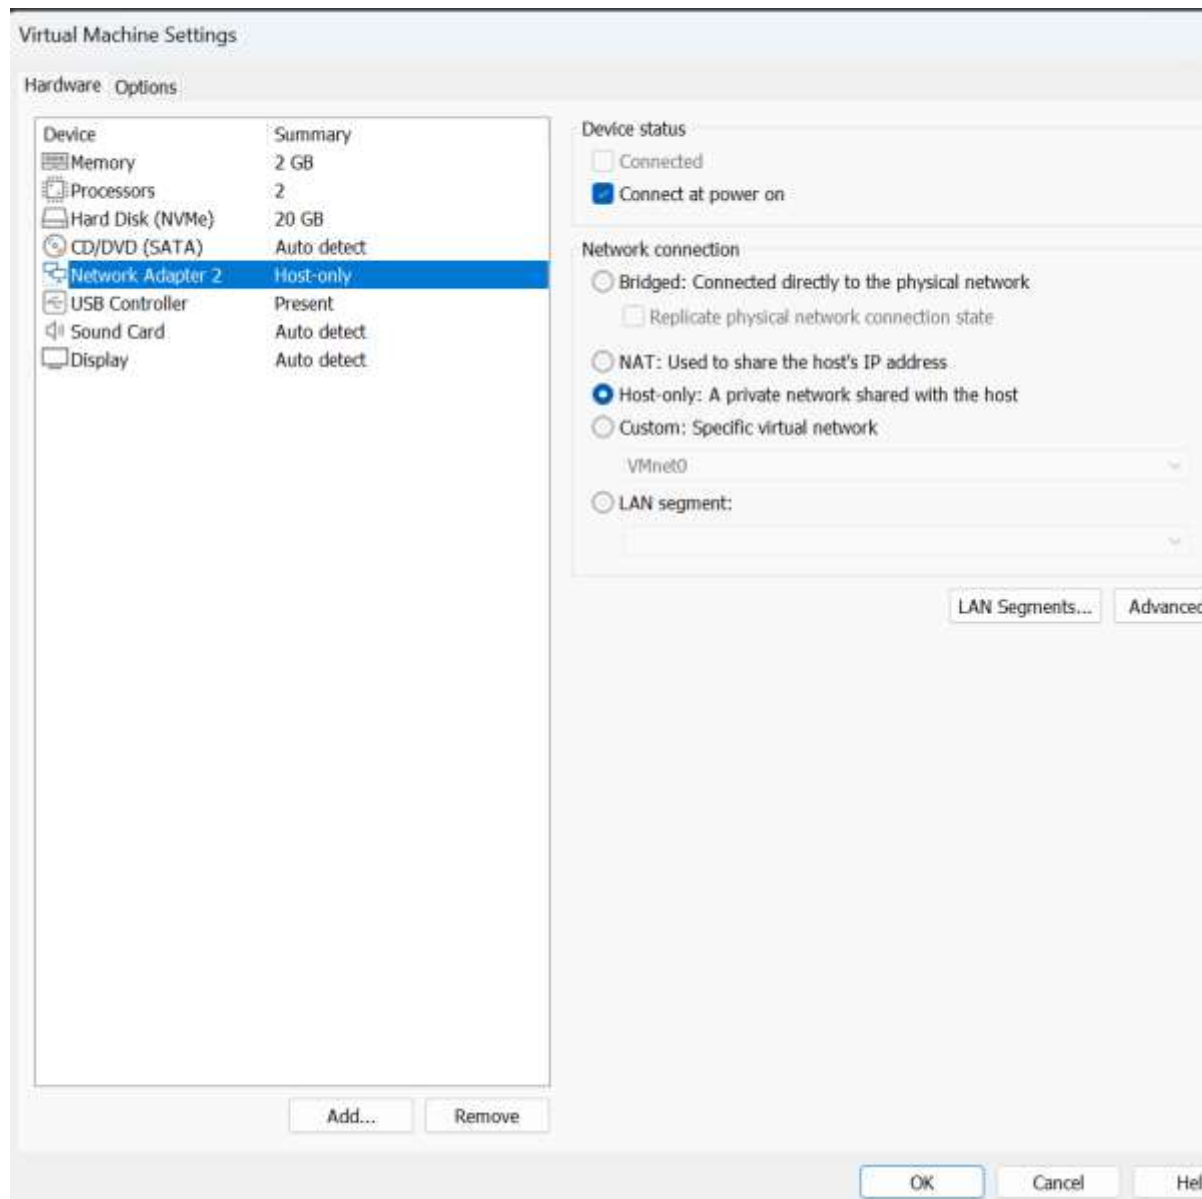 Virtual Machine Settings
Hardware Options
Device Summary
Memory 2 GB
Processors 2
Hard Disk (NVMe) 20 GB
CD/DVD (SATA) Auto detect
Network Adapter 2 Host-only
USB Controller Present
Sound Card Auto detect
Display Auto detect
Add... Remove
Device status
Connected
Connect at power on
Network connection
Bridged: Connected directly to the physical network
Replicate physical network connection state
NAT: Used to share the host's IP address
Host-only: A private network shared with the host
Custom: Specific virtual network
VMnet0
LAN segment:
LAN Segments... Advanced
OK Cancel Hel